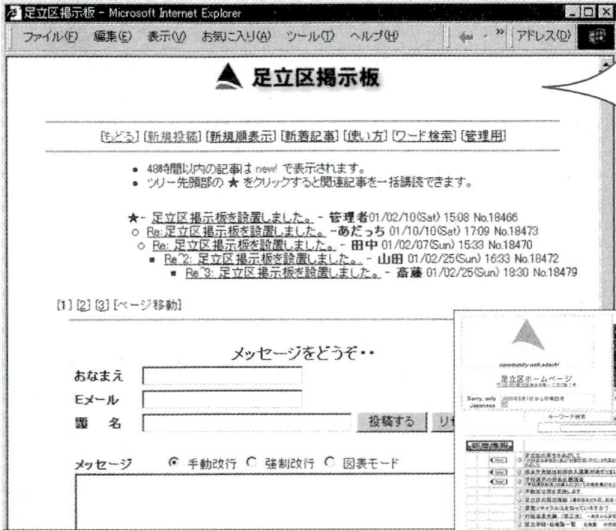 足立区掲示板 - Microsoft Internet Explorer
ファイル(F) 編集(E) 表示(V) お気に入り(A) ツール(T) ヘルプ(H) » アドレス(D)
足立区掲示板
[もどる] [新規投稿] [新規順表示] [新着記事] [使い方] [ワード検索] [管理用]
• 48時間以内の記事は new! で表示されます。
• ツリー先頭部の ★ をクリックすると関連記事を一括購読できます。
★- 足立区掲示板を設置しました。 - 管理者01/02/10(Sat) 15:08 No.18466
○ Re:足立区掲示板を設置しました。 -あだっち 01/10/10(Sat) 17:09 No.18473
○ Re: 足立区掲示板を設置しました。 - 田中 01/02/07(Sun) 15:33 No.18470
■ Re^2: 足立区掲示板を設置しました。 - 山田 01/02/25(Sun) 16:33 No.18472
■ Re^3: 足立区掲示板を設置しました。 - 斎藤 01/02/25(Sun) 18:30 No.18479
[1] [2] [3] [ページ移動]
メッセージをどうぞ・・
おなまえ
Eメール
題 名 投稿する リセ
メッセージ 手動改行 強制改行 図表モード
足立区ホームページ
Sorry, only
Japanese
キーワード検索